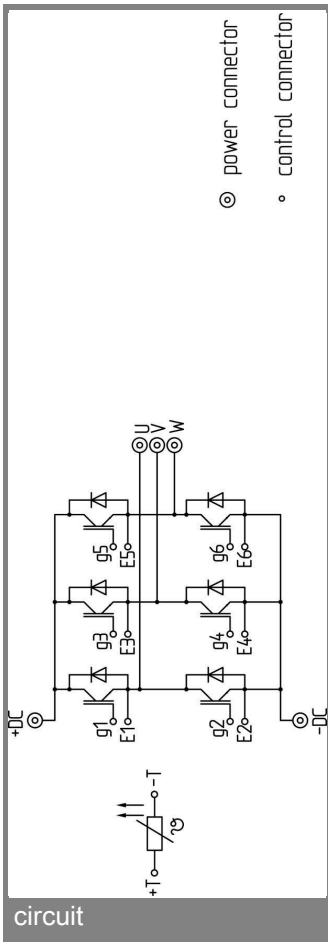 power connector
control connector
U
V
W
g5
E5
g6
E6
g3
E3
g4
E4
+DC
g1
E1
g2
E2
-DC
-T
ϑ
+T
circuit